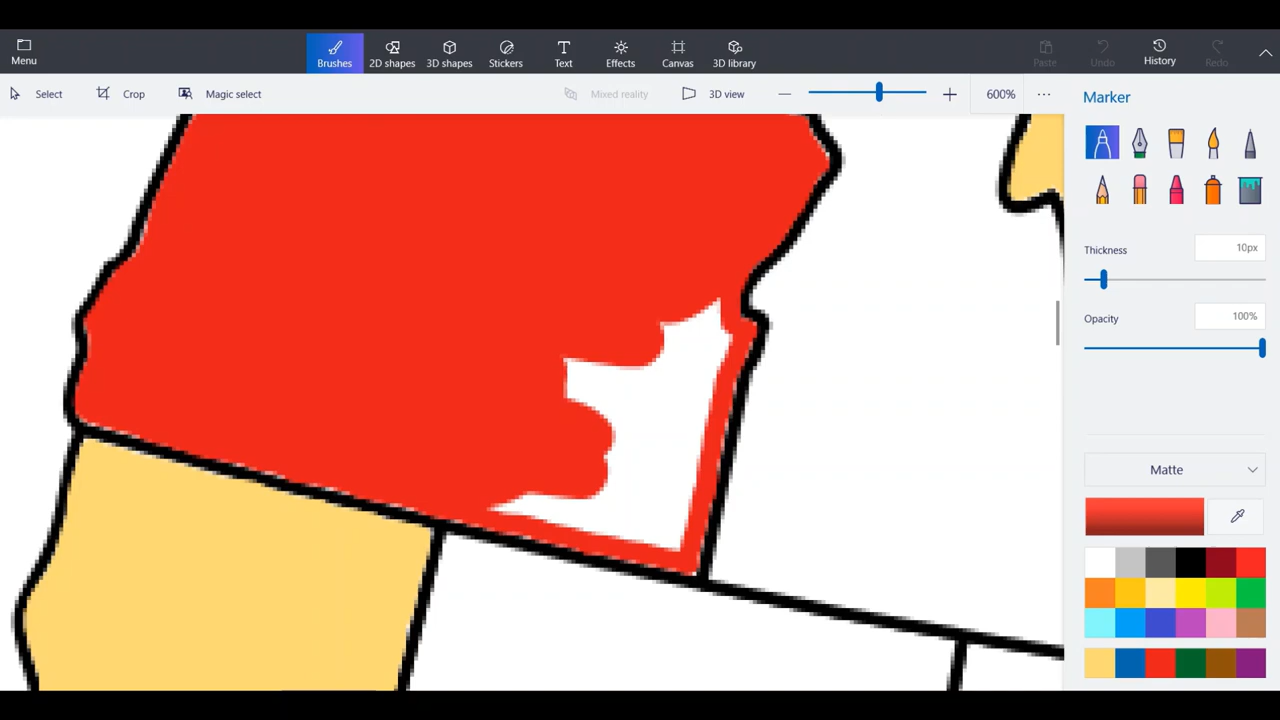 Menu
Brushes
2D shapes
3D shapes
Stickers
Text
Effects
Canvas
3D library
Paste
Undo
History
Redo
Select
Crop
Magic select
Mixed reality
3D view
600%
Marker
Thickness
10px
Opacity
100%
Matte